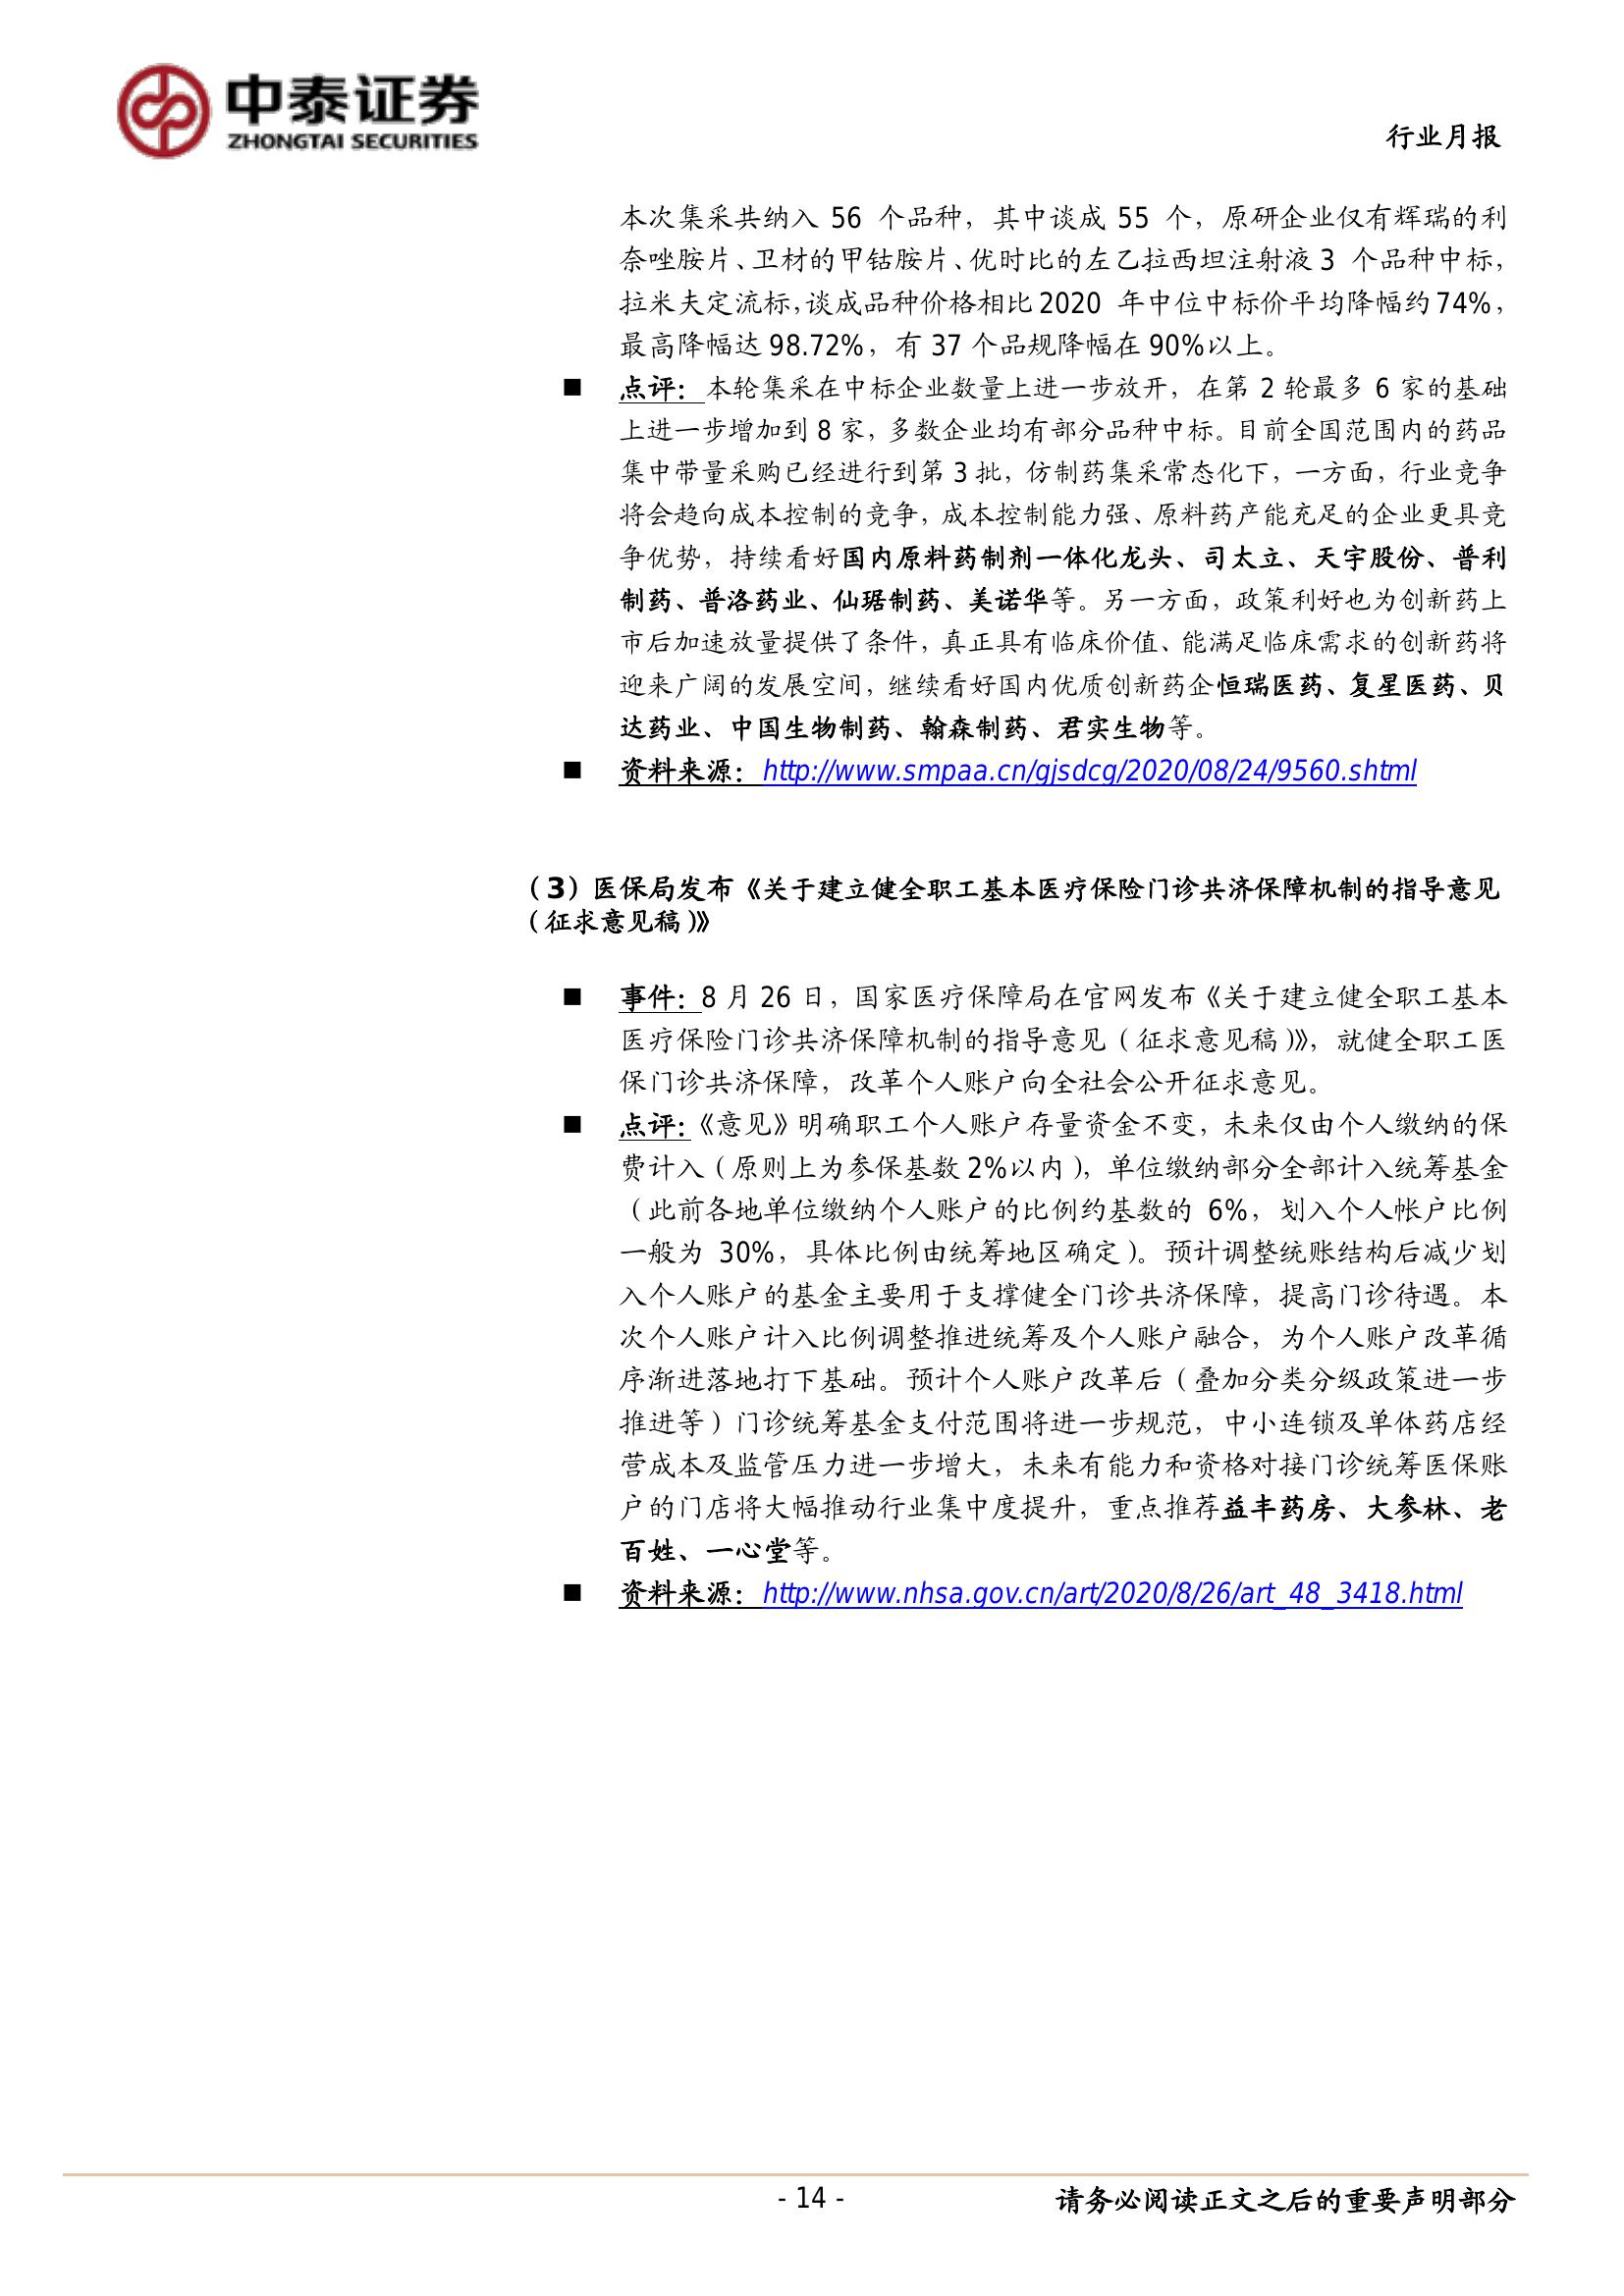 中泰证券
ZHONGTAI SECURITIES
行业月报
本次集采共纳入 56 个品种，其中谈成 55 个，原研企业仅有辉瑞的利
奈唑胺片、卫材的甲钴胺片、优时比的左乙拉西坦注射液 3 个品种中标，
拉米夫定流标，谈成品种价格相比 2020 年中位中标价平均降幅约 74%，
最高降幅达 98.72%，有 37 个品规降幅在 90%以上。
■ 点评：本轮集采在中标企业数量上进一步放开，在第 2 轮最多 6 家的基础
上进一步增加到 8 家，多数企业均有部分品种中标。目前全国范围内的药品
集中带量采购已经进行到第 3 批，仿制药集采常态化下，一方面，行业竞争
将会趋向成本控制的竞争，成本控制能力强、原料药产能充足的企业更具竞
争优势，持续看好国内原料药制剂一体化龙头、司太立、天宇股份、普利
制药、普洛药业、仙琚制药、美诺华等。另一方面，政策利好也为创新药上
市后加速放量提供了条件，真正具有临床价值、能满足临床需求的创新药将
迎来广阔的发展空间，继续看好国内优质创新药企恒瑞医药、复星医药、贝
达药业、中国生物制药、翰森制药、君实生物等。
■ 资料来源：http://www.smpaa.cn/gjsdcg/2020/08/24/9560.shtml
（3）医保局发布《关于建立健全职工基本医疗保险门诊共济保障机制的指导意见
（征求意见稿）》
■ 事件：8 月 26 日，国家医疗保障局在官网发布《关于建立健全职工基本
医疗保险门诊共济保障机制的指导意见（征求意见稿）》，就健全职工医
保门诊共济保障，改革个人账户向全社会公开征求意见。
■ 点评：《意见》明确职工个人账户存量资金不变，未来仅由个人缴纳的保
费计入（原则上为参保基数 2%以内），单位缴纳部分全部计入统筹基金
（此前各地单位缴纳个人账户的比例约基数的 6%，划入个人帐户比例
一般为 30%，具体比例由统筹地区确定）。预计调整统账结构后减少划
入个人账户的基金主要用于支撑健全门诊共济保障，提高门诊待遇。本
次个人账户计入比例调整推进统筹及个人账户融合，为个人账户改革循
序渐进落地打下基础。预计个人账户改革后（叠加分类分级政策进一步
推进等）门诊统筹基金支付范围将进一步规范，中小连锁及单体药店经
营成本及监管压力进一步增大，未来有能力和资格对接门诊统筹医保账
户的门店将大幅推动行业集中度提升，重点推荐益丰药房、大参林、老
百姓、一心堂等。
■ 资料来源：http://www.nhsa.gov.cn/art/2020/8/26/art_48_3418.html
- 14 -
请务必阅读正文之后的重要声明部分